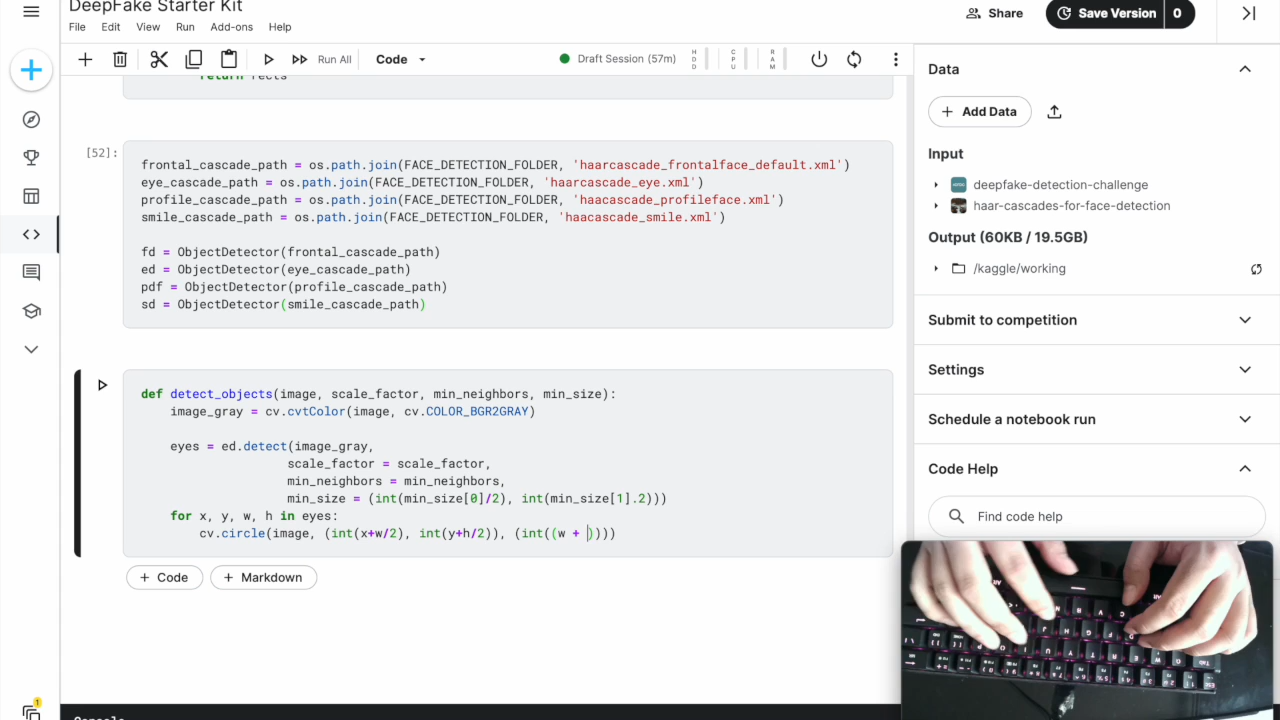 DeepFake Starter Kit
File Edit View Run Add-ons Help
Share
Save Version 0
Run All
Code
Draft Session (57m)
HDD
CPU
RAM
return rects
[52]:
frontal_cascade_path = os.path.join(FACE_DETECTION_FOLDER, 'haarcascade_frontalface_default.xml')
eye_cascade_path = os.path.join(FACE_DETECTION_FOLDER, 'haarcascade_eye.xml')
profile_cascade_path = os.path.join(FACE_DETECTION_FOLDER, 'haacascade_profileface.xml')
smile_cascade_path = os.path.join(FACE_DETECTION_FOLDER, 'haacascade_smile.xml')
fd = ObjectDetector(frontal_cascade_path)
ed = ObjectDetector(eye_cascade_path)
pdf = ObjectDetector(profile_cascade_path)
sd = ObjectDetector(smile_cascade_path)
def detect_objects(image, scale_factor, min_neighbors, min_size):
image_gray = cv.cvtColor(image, cv.COLOR_BGR2GRAY)
eyes = ed.detect(image_gray,
scale_factor = scale_factor,
min_neighbors = min_neighbors,
min_size = (int(min_size[0]/2), int(min_size[1].2)))
for x, y, w, h in eyes:
cv.circle(image, (int(x+w/2), int(y+h/2)), (int((w + ))))
+ Code
+ Markdown
Console
Data
+ Add Data
Input
deepfake-detection-challenge
haar-cascades-for-face-detection
Output (60KB / 19.5GB)
/kaggle/working
Submit to competition
Settings
Schedule a notebook run
Code Help
Find code help
1